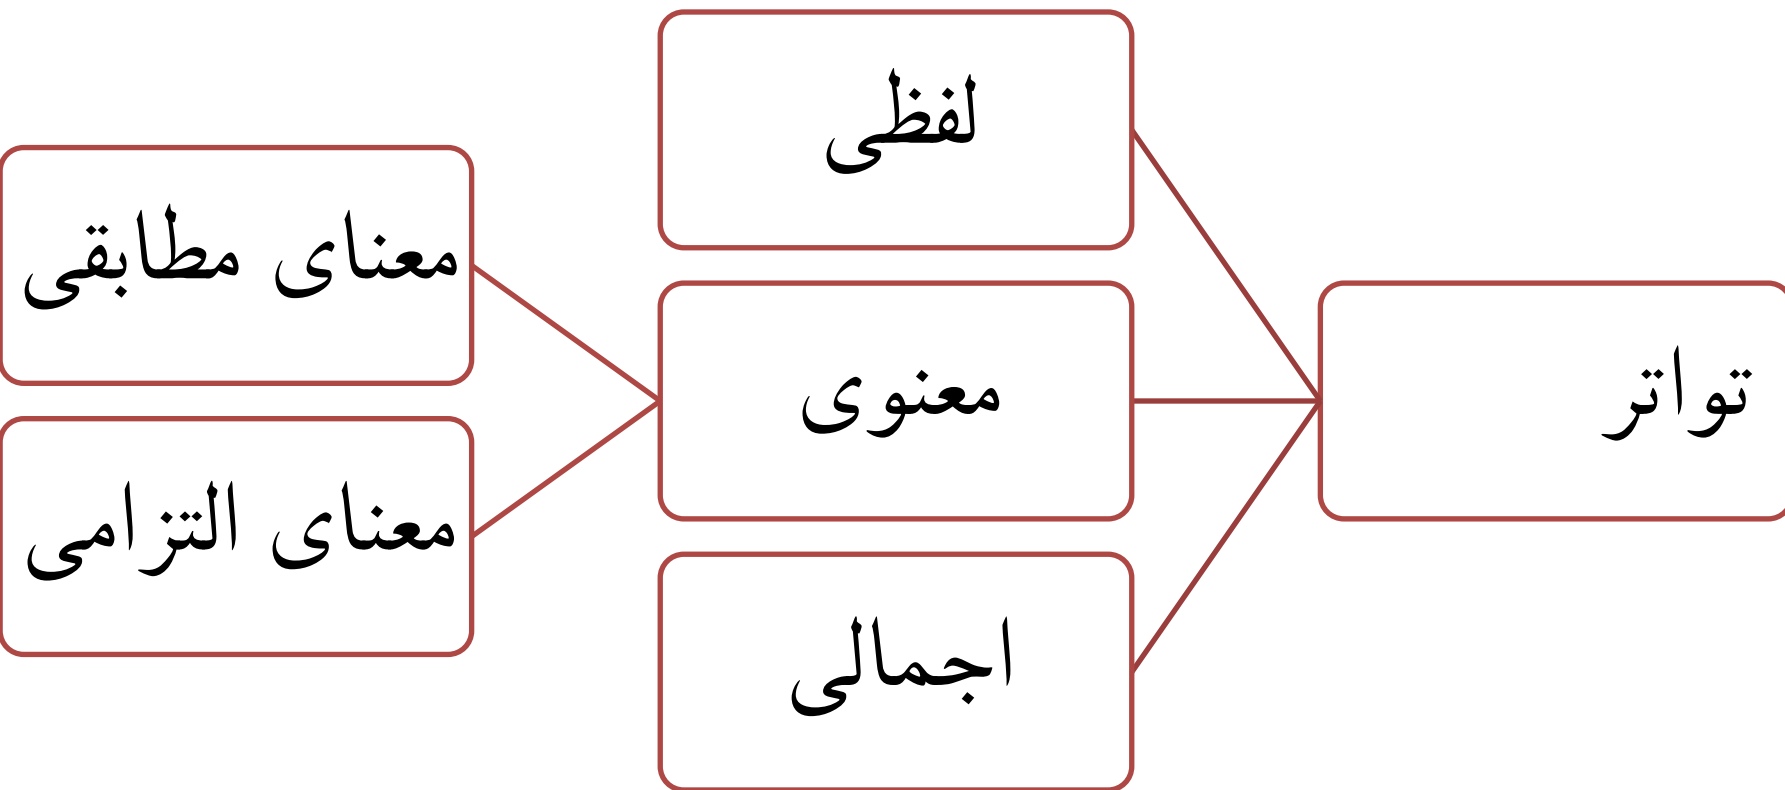 تواتر
لفظی
معنوی
معنای مطابقی
معنای التزامی
اجمالی